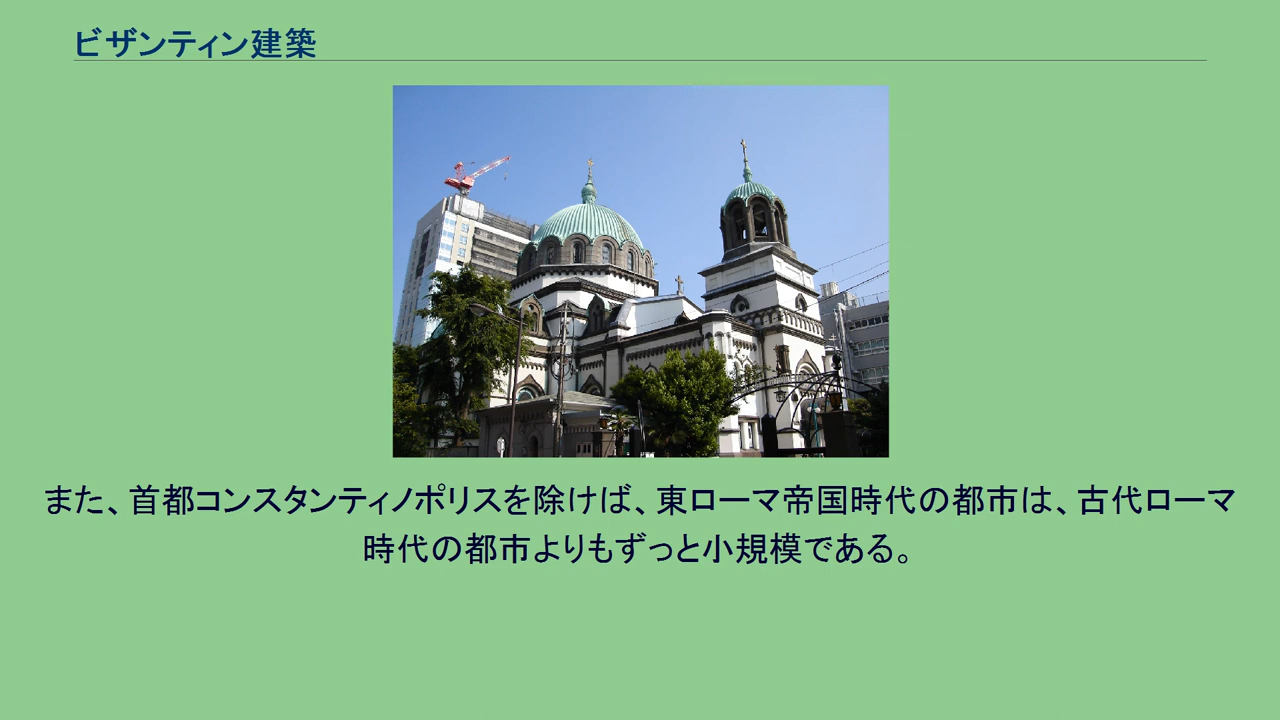 ビザンティン建築
また、首都コンスタンティノポリスを除けば、東ローマ帝国時代の都市は、古代ローマ
時代の都市よりもずっと小規模である。